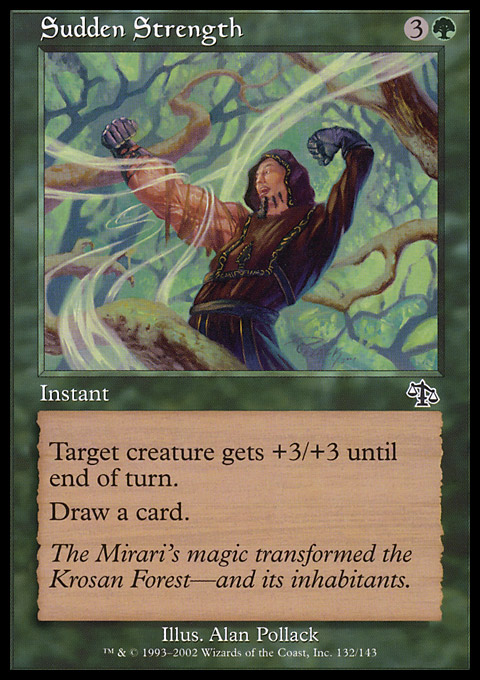 Sudden Strength 3
Instant
Target creature gets +3/+3 until
end of turn.
Draw a card.
The Mirari's magic transformed the
Krosan Forest—and its inhabitants.
Illus. Alan Pollack
™ & © 1993–2002 Wizards of the Coast, Inc. 132/143